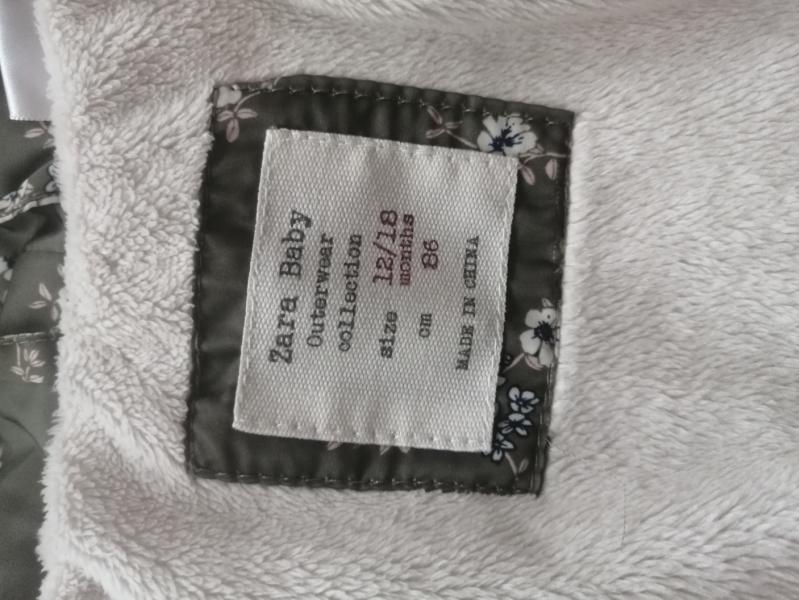 Zara Baby
Outerwear
collection
size 12/18
months
cm 86
MADE IN CHINA